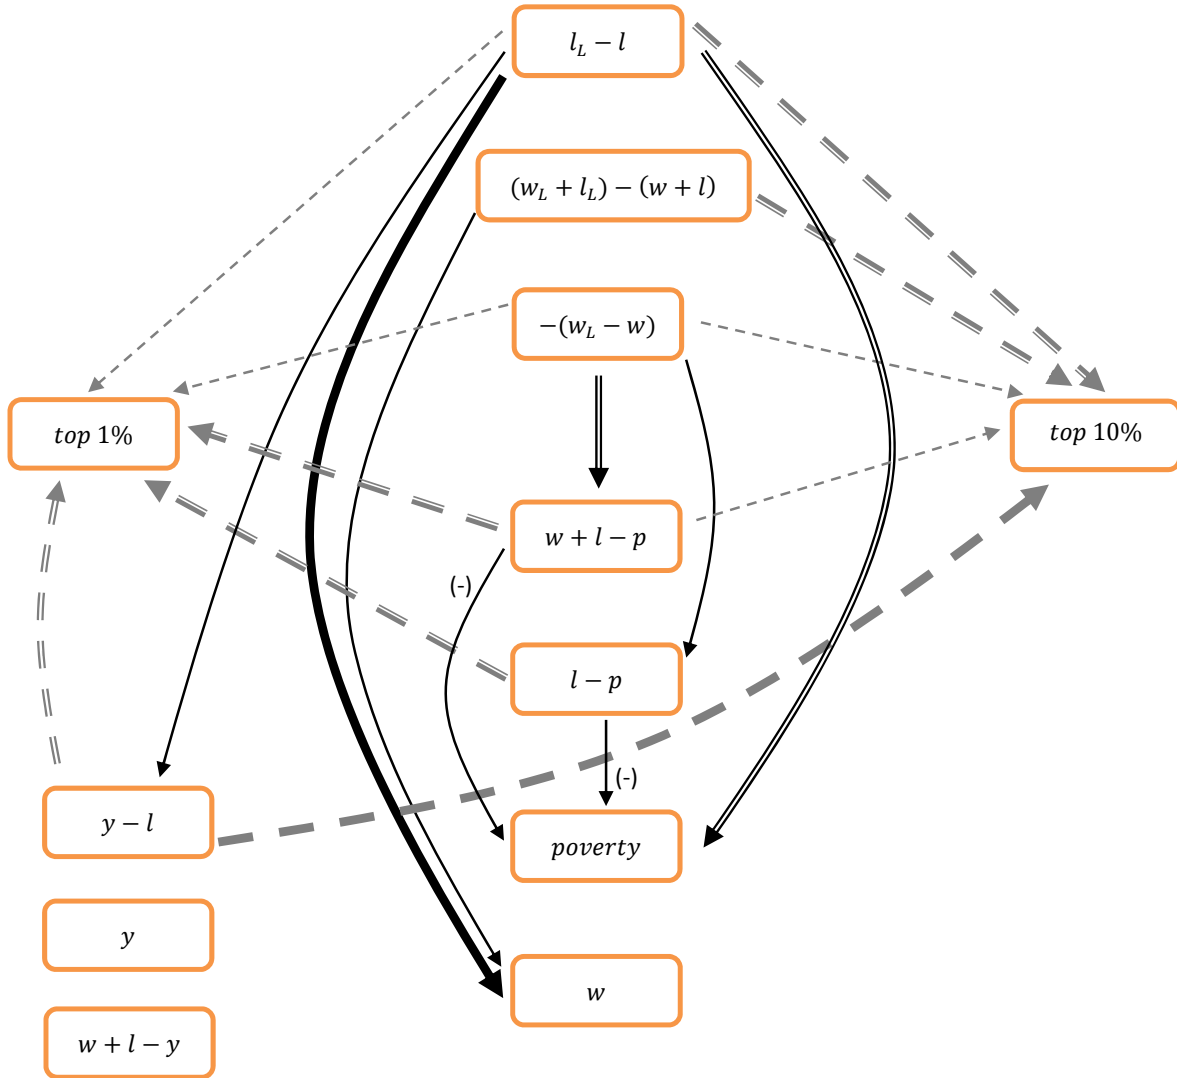 l_L − l
(w_L + l_L) − (w + l)
−(w_L − w)
top 1%
top 10%
w + l − p
(-)
l − p
(-)
y − l
poverty
y
w
w + l − y